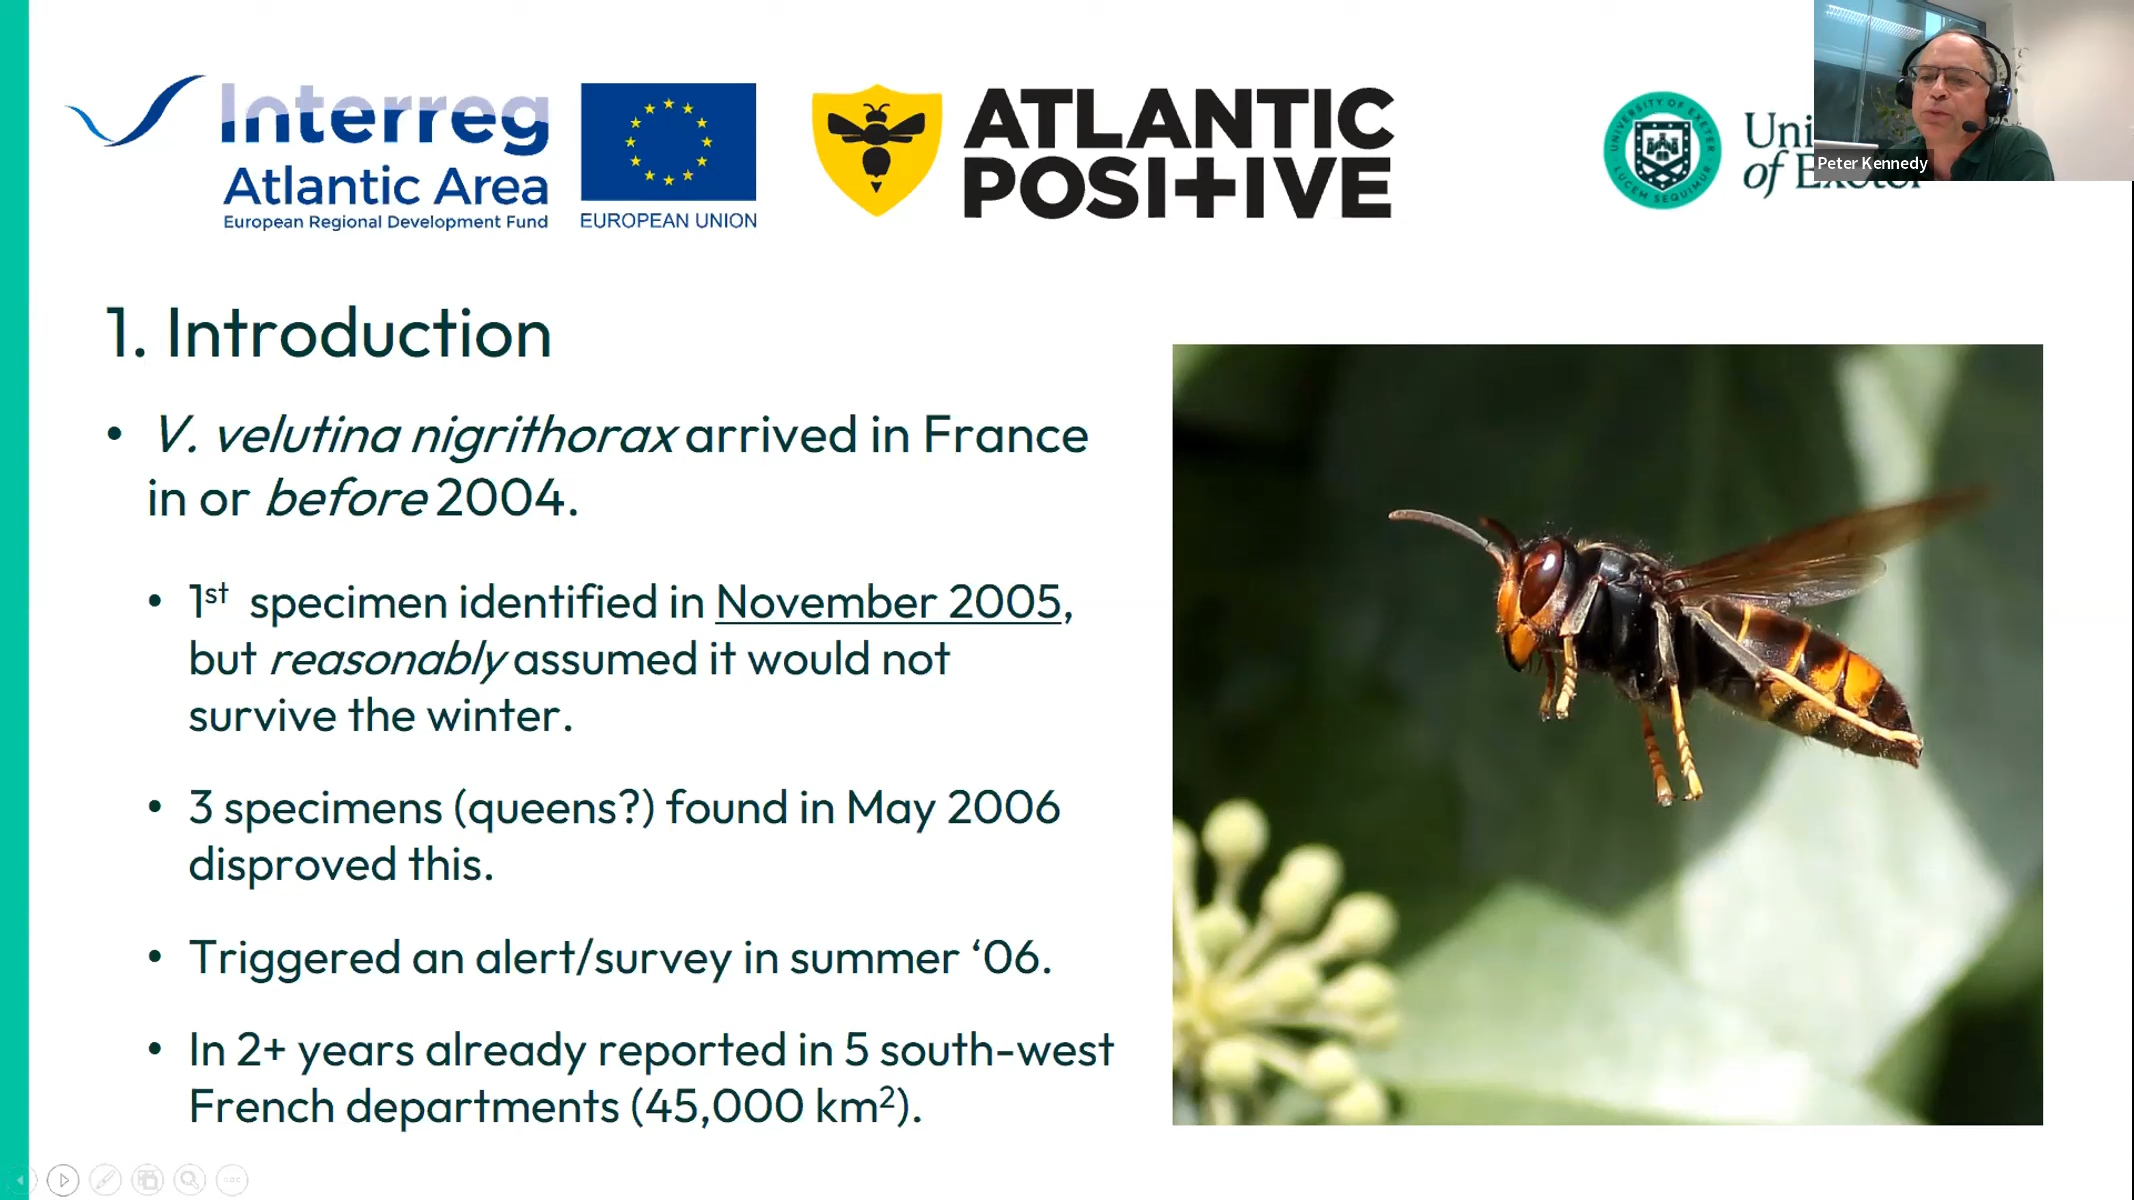 Interreg
Atlantic Area
European Regional Development Fund
EUROPEAN UNION
ATLANTIC
POSITIVE
UNIVERSITY OF EXETER
LUCEM SEQUIMUR
Uni
of Exeter
Peter Kennedy
1. Introduction
• V. velutina nigrithorax arrived in France
in or before 2004.
• 1st specimen identified in November 2005,
but reasonably assumed it would not
survive the winter.
• 3 specimens (queens?) found in May 2006
disproved this.
• Triggered an alert/survey in summer ‘06.
• In 2+ years already reported in 5 south-west
French departments (45,000 km²).